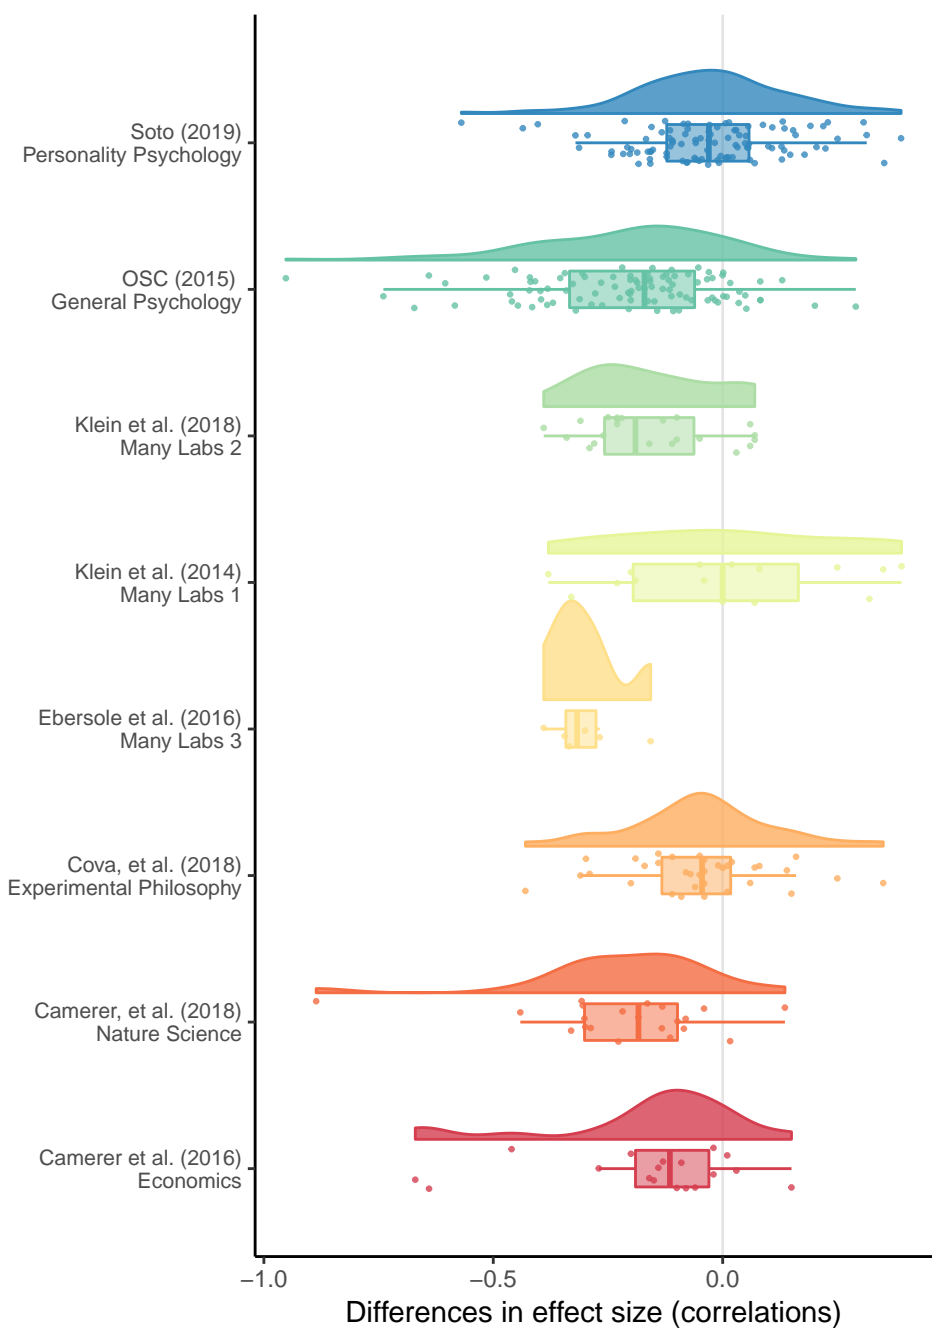 Soto (2019)
Personality Psychology
OSC (2015)
General Psychology
Klein et al. (2018)
Many Labs 2
Klein et al. (2014)
Many Labs 1
Ebersole et al. (2016)
Many Labs 3
Cova, et al. (2018)
Experimental Philosophy
Camerer, et al. (2018)
Nature Science
Camerer et al. (2016)
Economics
−1.0 −0.5 0.0
Differences in effect size (correlations)